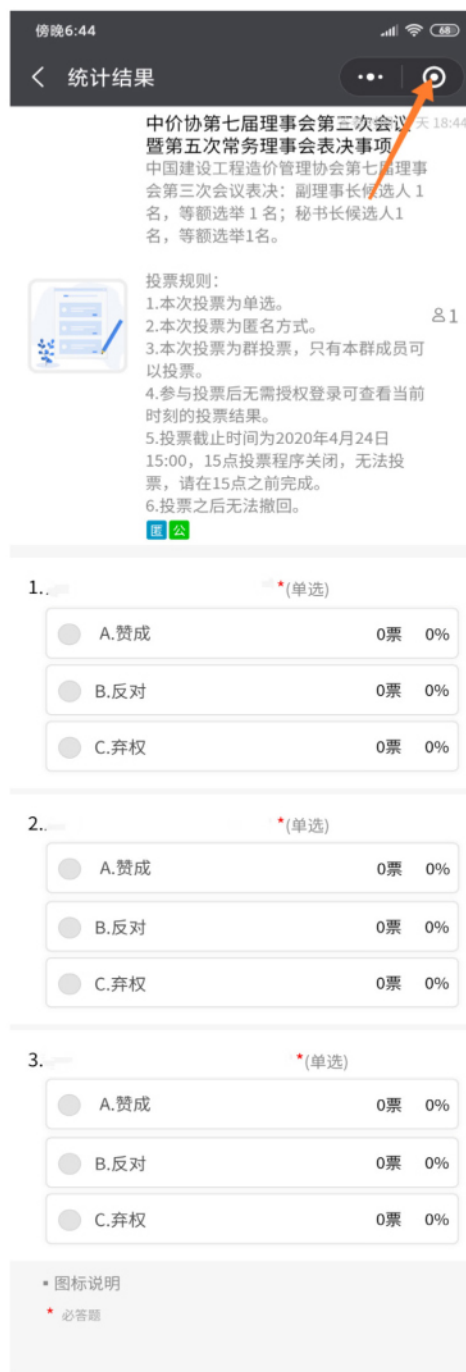 傍晚6:44
68
统计结果
中价协第七届理事会第三次会议
天 18:44
暨第五次常务理事会表决事项
中国建设工程造价管理协会第七届理事
会第三次会议表决：副理事长候选人 1
名，等额选举 1 名；秘书长候选人1
名，等额选举1名。
投票规则：
1.本次投票为单选。
2.本次投票为匿名方式。
1
3.本次投票为群投票，只有本群成员可
以投票。
4.参与投票后无需授权登录可查看当前
时刻的投票结果。
5.投票截止时间为2020年4月24日
15:00，15点投票程序关闭，无法投
票，请在15点之前完成。
6.投票之后无法撤回。
匿 公
1. *(单选)
A.赞成 0票 0%
B.反对 0票 0%
C.弃权 0票 0%
2. *(单选)
A.赞成 0票 0%
B.反对 0票 0%
C.弃权 0票 0%
3. *(单选)
A.赞成 0票 0%
B.反对 0票 0%
C.弃权 0票 0%
▪ 图标说明
* 必答题